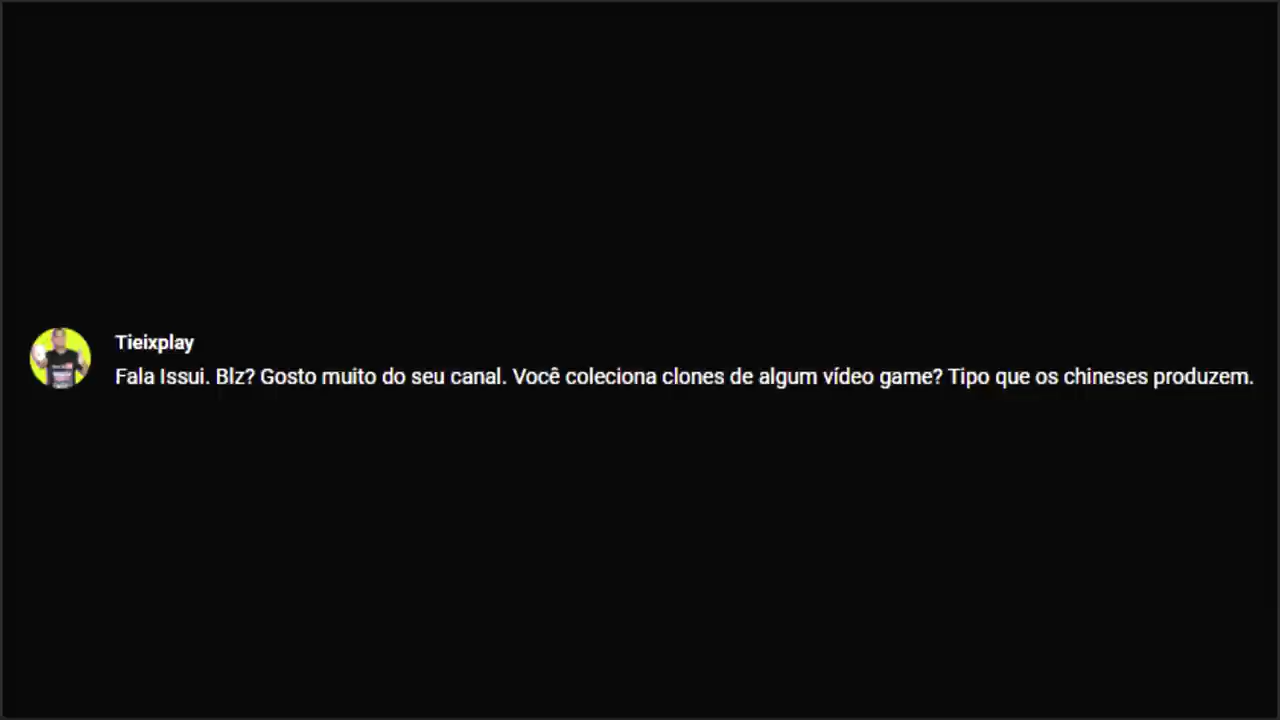 Tieixplay
Fala Issui. Blz? Gosto muito do seu canal. Você coleciona clones de algum vídeo game? Tipo que os chineses produzem.